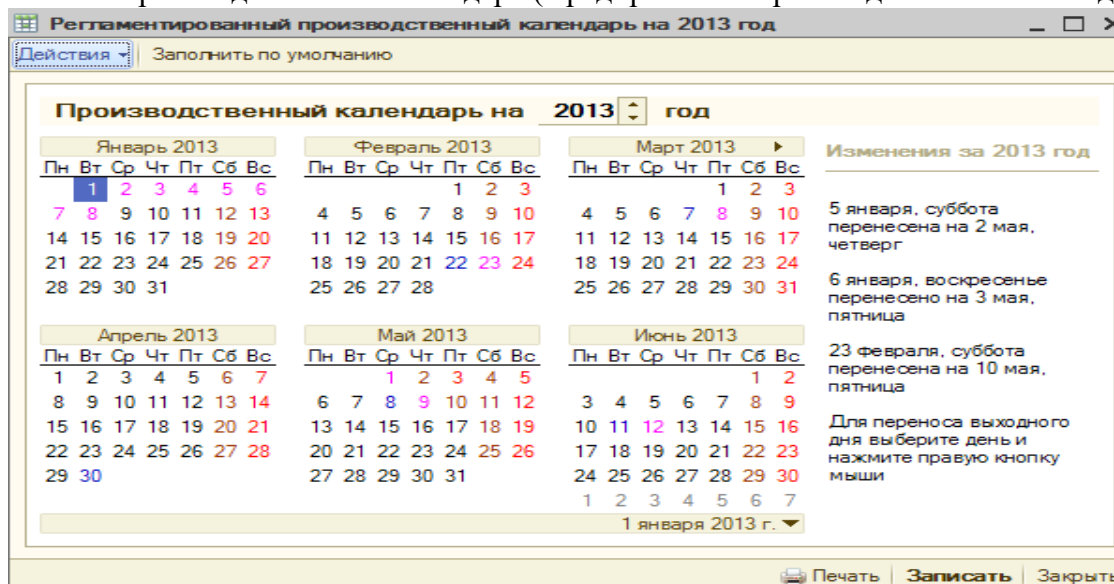 Регламентированный производственный календарь на 2013 год
Действия Заполнить по умолчанию
Производственный календарь на 2013 год
Январь 2013
Пн Вт Ср Чт Пт Сб Вс
1 2 3 4 5 6
7 8 9 10 11 12 13
14 15 16 17 18 19 20
21 22 23 24 25 26 27
28 29 30 31
Февраль 2013
Пн Вт Ср Чт Пт Сб Вс
1 2 3
4 5 6 7 8 9 10
11 12 13 14 15 16 17
18 19 20 21 22 23 24
25 26 27 28
Март 2013
Пн Вт Ср Чт Пт Сб Вс
1 2 3
4 5 6 7 8 9 10
11 12 13 14 15 16 17
18 19 20 21 22 23 24
25 26 27 28 29 30 31
Апрель 2013
Пн Вт Ср Чт Пт Сб Вс
1 2 3 4 5 6 7
8 9 10 11 12 13 14
15 16 17 18 19 20 21
22 23 24 25 26 27 28
29 30
Май 2013
Пн Вт Ср Чт Пт Сб Вс
1 2 3 4 5
6 7 8 9 10 11 12
13 14 15 16 17 18 19
20 21 22 23 24 25 26
27 28 29 30 31
Июнь 2013
Пн Вт Ср Чт Пт Сб Вс
1 2
3 4 5 6 7 8 9
10 11 12 13 14 15 16
17 18 19 20 21 22 23
24 25 26 27 28 29 30
1 2 3 4 5 6 7
1 января 2013 г.
Изменения за 2013 год
5 января, суббота
перенесена на 2 мая,
четверг
6 января, воскресенье
перенесено на 3 мая,
пятница
23 февраля, суббота
перенесена на 10 мая,
пятница
Для переноса выходного
дня выберите день и
нажмите правую кнопку
мыши
Печать Записать Закрыть